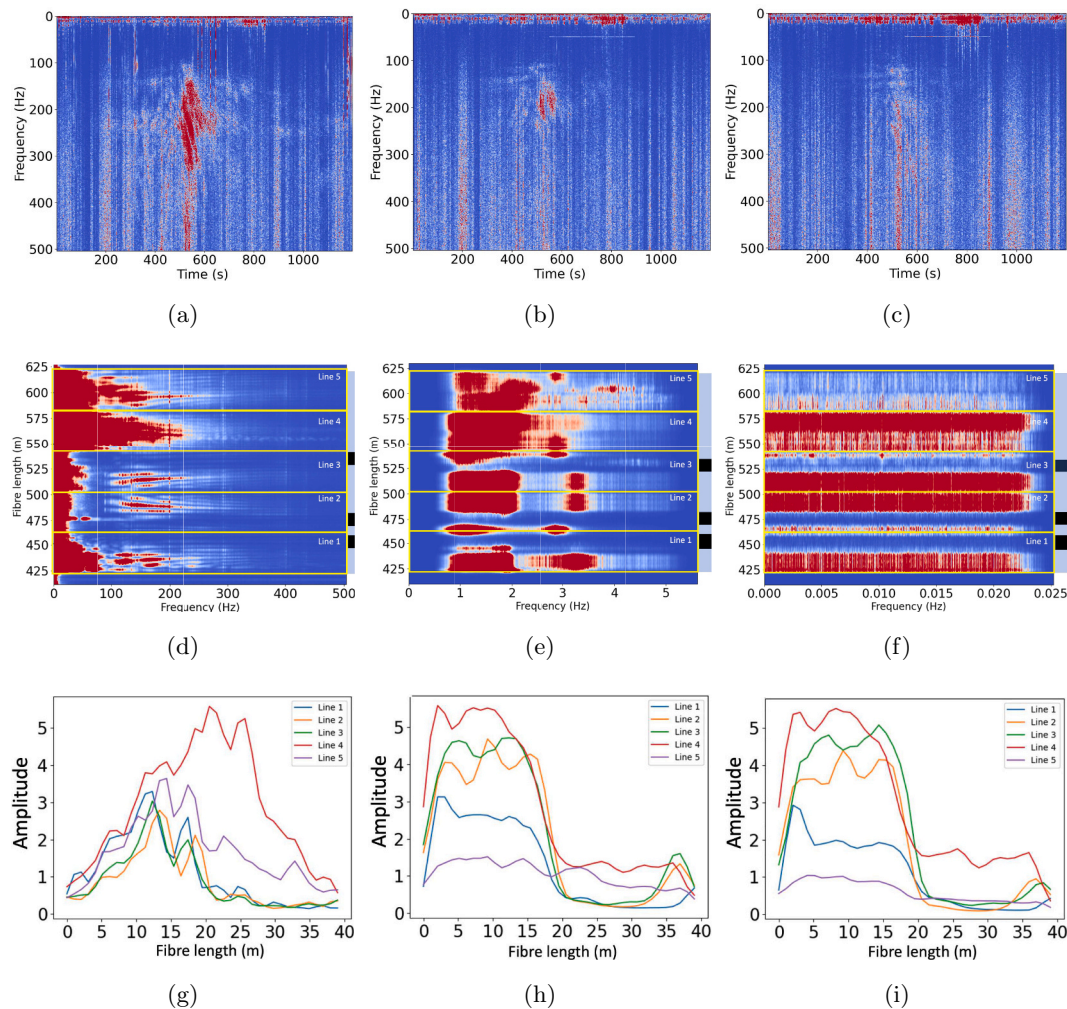 0
100
200
300
400
500
Frequency (Hz)
200 400 600 800 1000
Time (s)
(a)
0
100
200
300
400
500
Frequency (Hz)
200 400 600 800 1000
Time (s)
(b)
0
100
200
300
400
500
Frequency (Hz)
200 400 600 800 1000
Time (s)
(c)
625
600
575
550
525
500
475
450
425
Fibre length (m)
Line 5
Line 4
Line 3
Line 2
Line 1
0 100 200 300 400 500
Frequency (Hz)
(d)
625
600
575
550
525
500
475
450
425
Fibre length (m)
Line 5
Line 4
Line 3
Line 2
Line 1
1 2 3 4 5
Frequency (Hz)
(e)
625
600
575
550
525
500
475
450
425
Fibre length (m)
Line 5
Line 4
Line 3
Line 2
Line 1
0.000 0.005 0.010 0.015 0.020 0.025
Frequency (Hz)
(f)
5
4
3
2
1
0
Amplitude
Line 1
Line 2
Line 3
Line 4
Line 5
0 5 10 15 20 25 30 35 40
Fibre length (m)
(g)
5
4
3
2
1
0
Amplitude
Line 1
Line 2
Line 3
Line 4
Line 5
0 5 10 15 20 25 30 35 40
Fibre length (m)
(h)
5
4
3
2
1
0
Amplitude
Line 1
Line 2
Line 3
Line 4
Line 5
0 5 10 15 20 25 30 35 40
Fibre length (m)
(i)